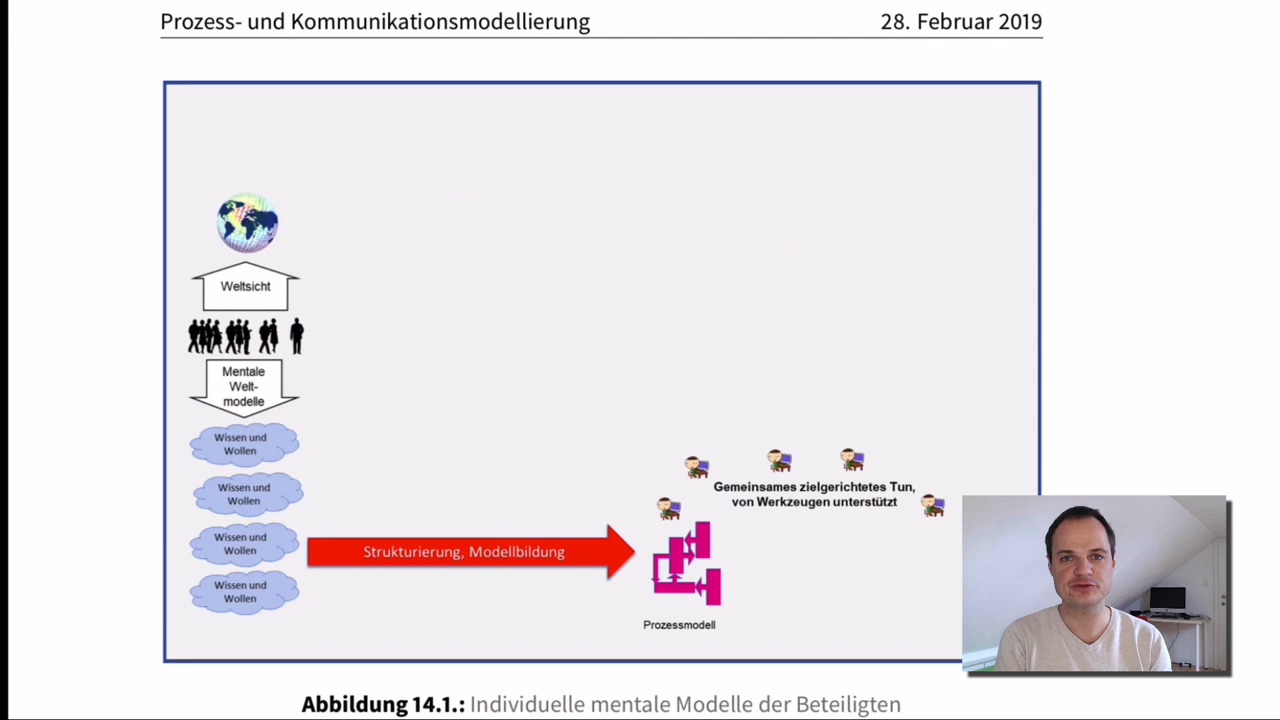 Prozess- und Kommunikationsmodellierung
28. Februar 2019
Weltsicht
Mentale
Welt-
modelle
Wissen und
Wollen
Wissen und
Wollen
Wissen und
Wollen
Wissen und
Wollen
Strukturierung, Modellbildung
Gemeinsames zielgerichtetes Tun,
von Werkzeugen unterstützt
Prozessmodell
Abbildung 14.1.: Individuelle mentale Modelle der Beteiligten